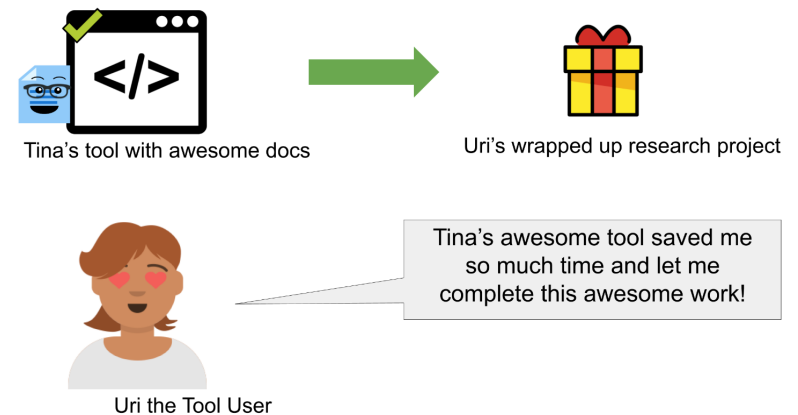 </>
Tina's tool with awesome docs
Uri's wrapped up research project
Tina's awesome tool saved me
so much time and let me
complete this awesome work!
Uri the Tool User